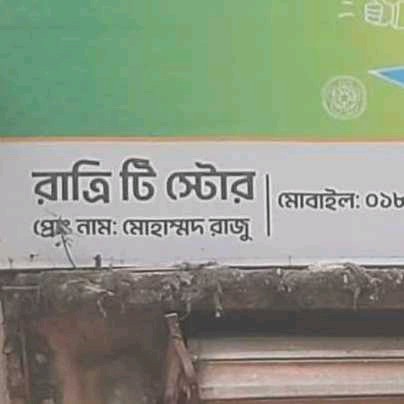 রাত্রি টি স্টোর
মোবাইল: ০১৮
প্রোঃ নাম: মোহাম্মদ রাজু